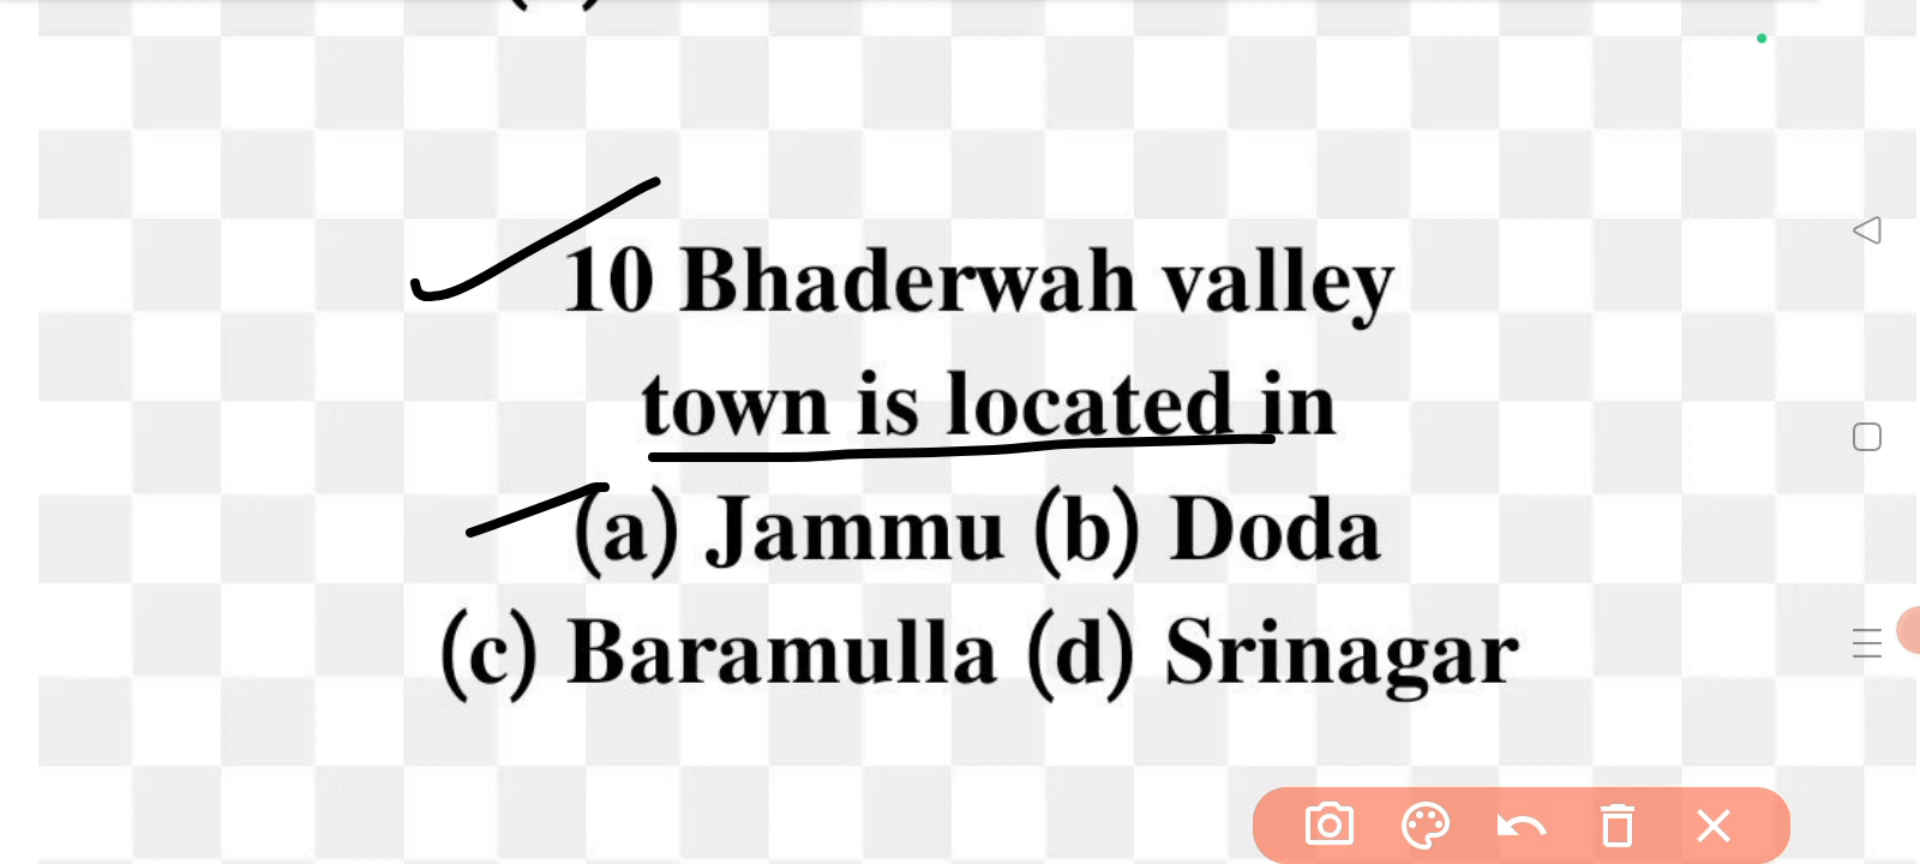 10 Bhaderwah valley
town is located in
(a) Jammu (b) Doda
(c) Baramulla (d) Srinagar